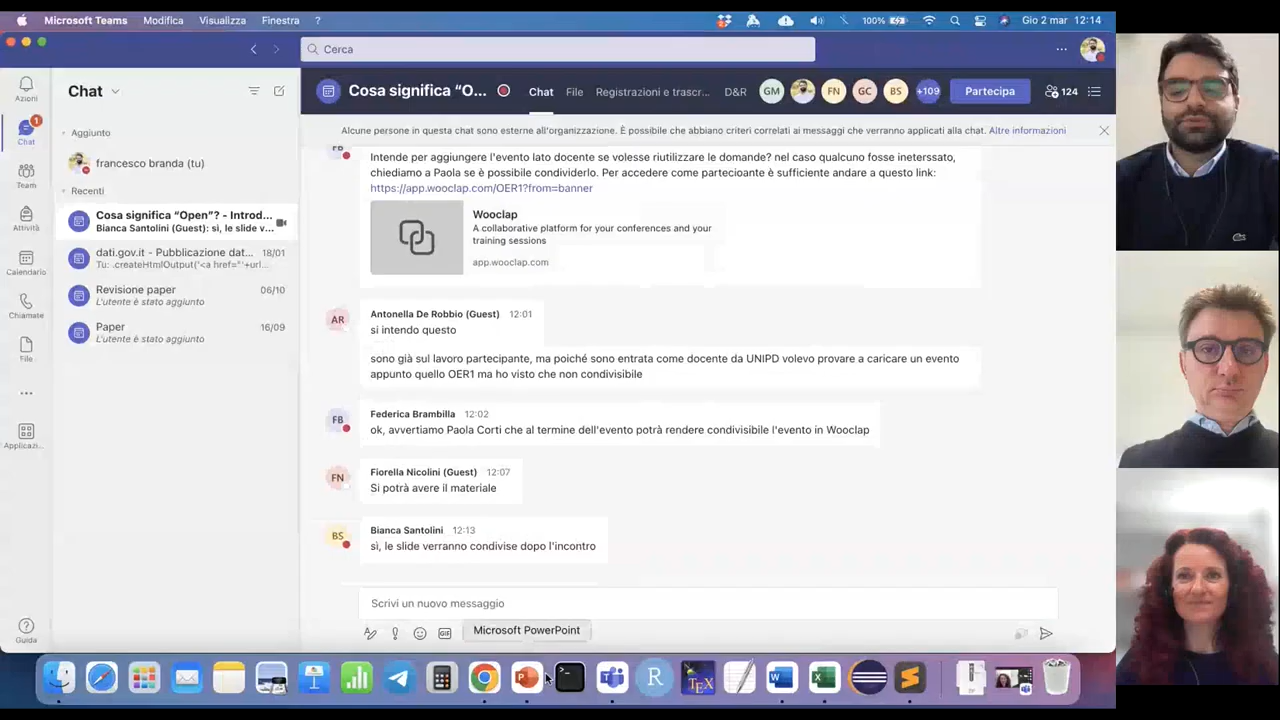 Microsoft Teams Modifica Visualizza Finestra ?
100% Gio 2 mar 12:14
Cerca
Azioni
Chat
Team
Attività
Calendario
Chiamate
File
Applicazi...
Guida
1
Chat
Aggiunto
francesco branda (tu)
Recenti
Cosa significa “Open”? - Introd...
Bianca Santolini (Guest): sì, le slide v...
dati.gov.it - Pubblicazione dat... 18/01
Tu: .createHtmlOutput('<a href="'+url...
Revisione paper 06/10
L'utente è stato aggiunto
Paper 16/09
L'utente è stato aggiunto
Cosa significa “O... Chat File Registrazioni e trascr... D&R GM FN GC BS +109 Partecipa 124
Alcune persone in questa chat sono esterne all'organizzazione. È possibile che abbiano criteri correlati ai messaggi che verranno applicati alla chat. Altre informazioni
FB
Intende per aggiungere l'evento lato docente se volesse riutilizzare le domande? nel caso qualcuno fosse ineterssato,
chiediamo a Paola se è possibile condividerlo. Per accedere come partecioante è sufficiente andare a questo link:
https://app.wooclap.com/OER1?from=banner
Wooclap
A collaborative platform for your conferences and your
training sessions
app.wooclap.com
AR
Antonella De Robbio (Guest) 12:01
si intendo questo
sono già sul lavoro partecipante, ma poiché sono entrata come docente da UNIPD volevo provare a caricare un evento
appunto quello OER1 ma ho visto che non condivisibile
FB
Federica Brambilla 12:02
ok, avvertiamo Paola Corti che al termine dell'evento potrà rendere condivisibile l'evento in Wooclap
FN
Fiorella Nicolini (Guest) 12:07
Si potrà avere il materiale
BS
Bianca Santolini 12:13
sì, le slide verranno condivise dopo l'incontro
Scrivi un nuovo messaggio
GIF
Microsoft PowerPoint
P
R
TEX
W
X
S